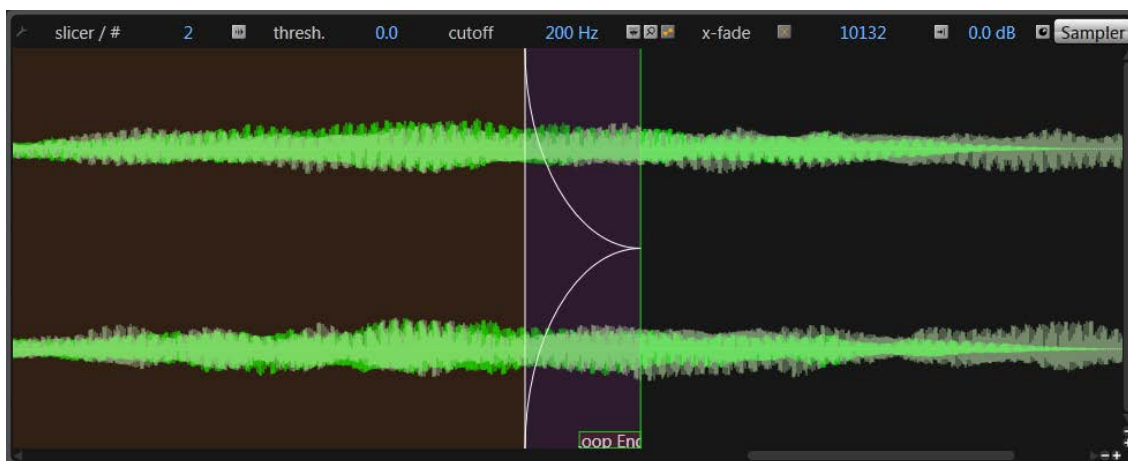 slicer / # 2 thresh. 0.0 cutoff 200 Hz x-fade 10132 0.0 dB Sampler
oop End